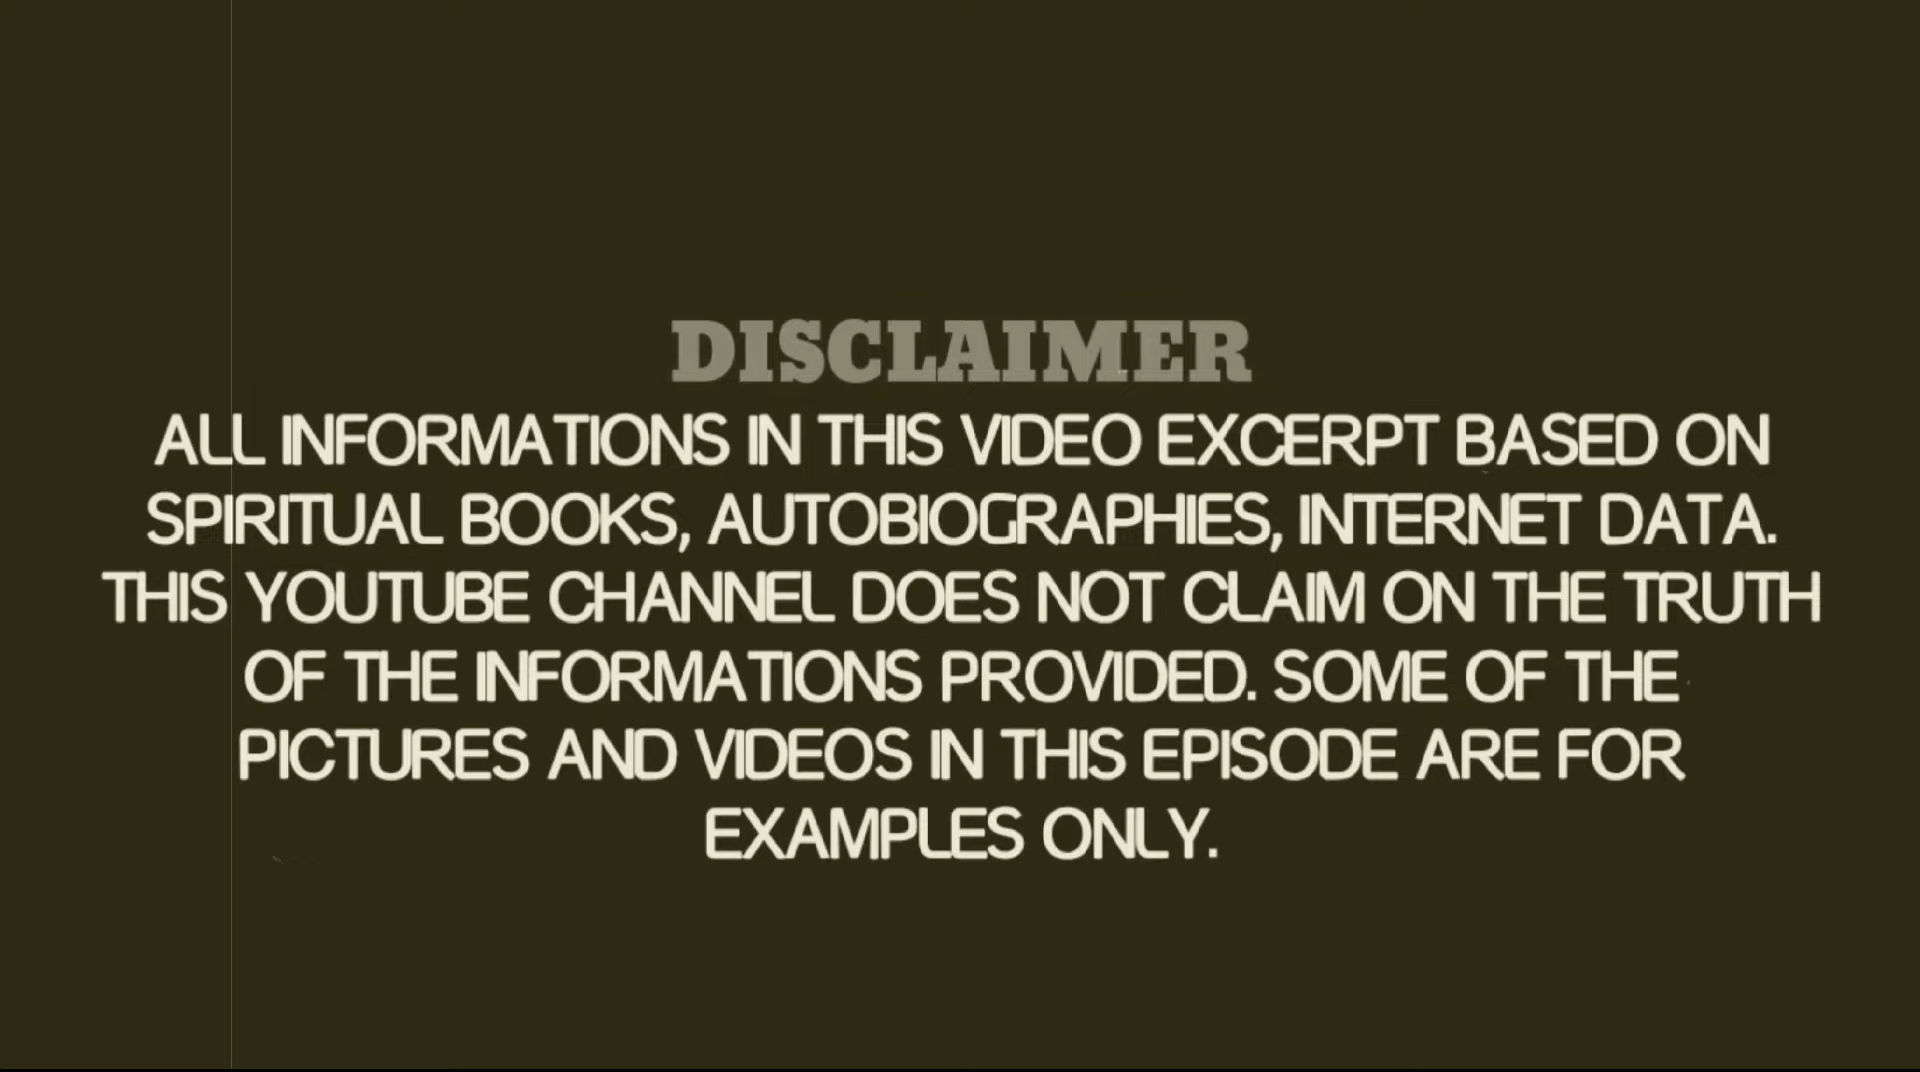 DISCLAIMER
ALL INFORMATIONS IN THIS VIDEO EXCERPT BASED ON
SPIRITUAL BOOKS, AUTOBIOGRAPHIES, INTERNET DATA.
THIS YOUTUBE CHANNEL DOES NOT CLAIM ON THE TRUTH
OF THE INFORMATIONS PROVIDED. SOME OF THE
PICTURES AND VIDEOS IN THIS EPISODE ARE FOR
EXAMPLES ONLY.